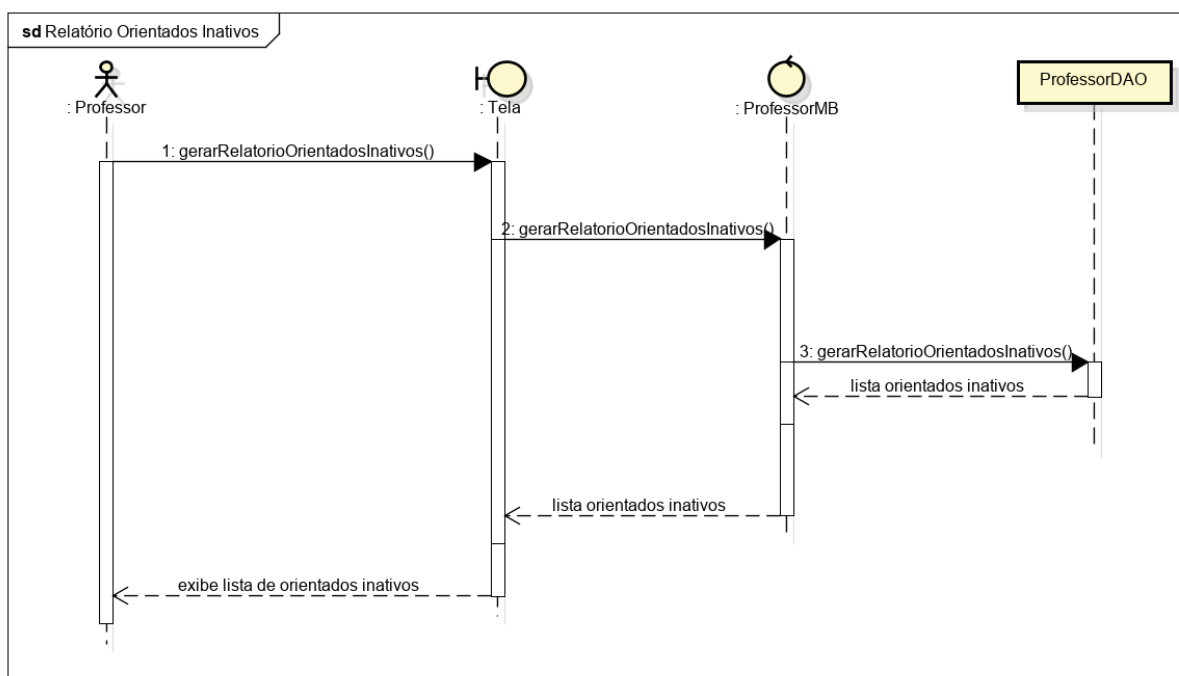 sd Relatório Orientados Inativos
: Professor
: Tela
: ProfessorMB
ProfessorDAO
1: gerarRelatorioOrientadosInativos()
2: gerarRelatorioOrientadosInativos()
3: gerarRelatorioOrientadosInativos()
lista orientados inativos
lista orientados inativos
exibe lista de orientados inativos